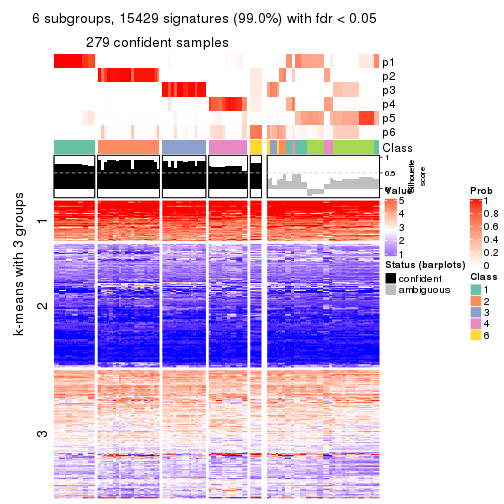 6 subgroups, 15429 signatures (99.0%) with fdr < 0.05
279 confident samples
p1
p2
p3
p4
p5
p6
Class
1
0.5
0
Silhouette
score
k-means with 3 groups
1
2
3
Value
5
4
3
2
1
Status (barplots)
confident
ambiguous
Prob
1
0.8
0.6
0.4
0.2
0
Class
1
2
3
4
6